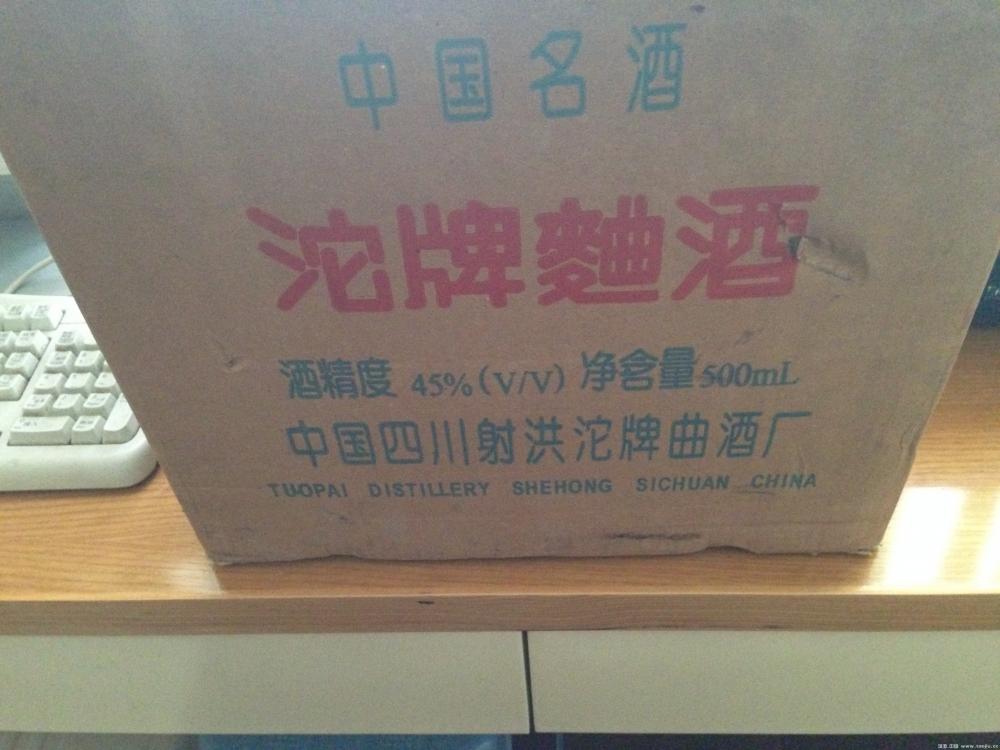 中国名酒
沱牌麯酒
酒精度 45%(V/V) 净含量500mL
中国四川射洪沱牌曲酒厂
TUOPAI DISTILLERY SHEHONG SICHUAN CHINA